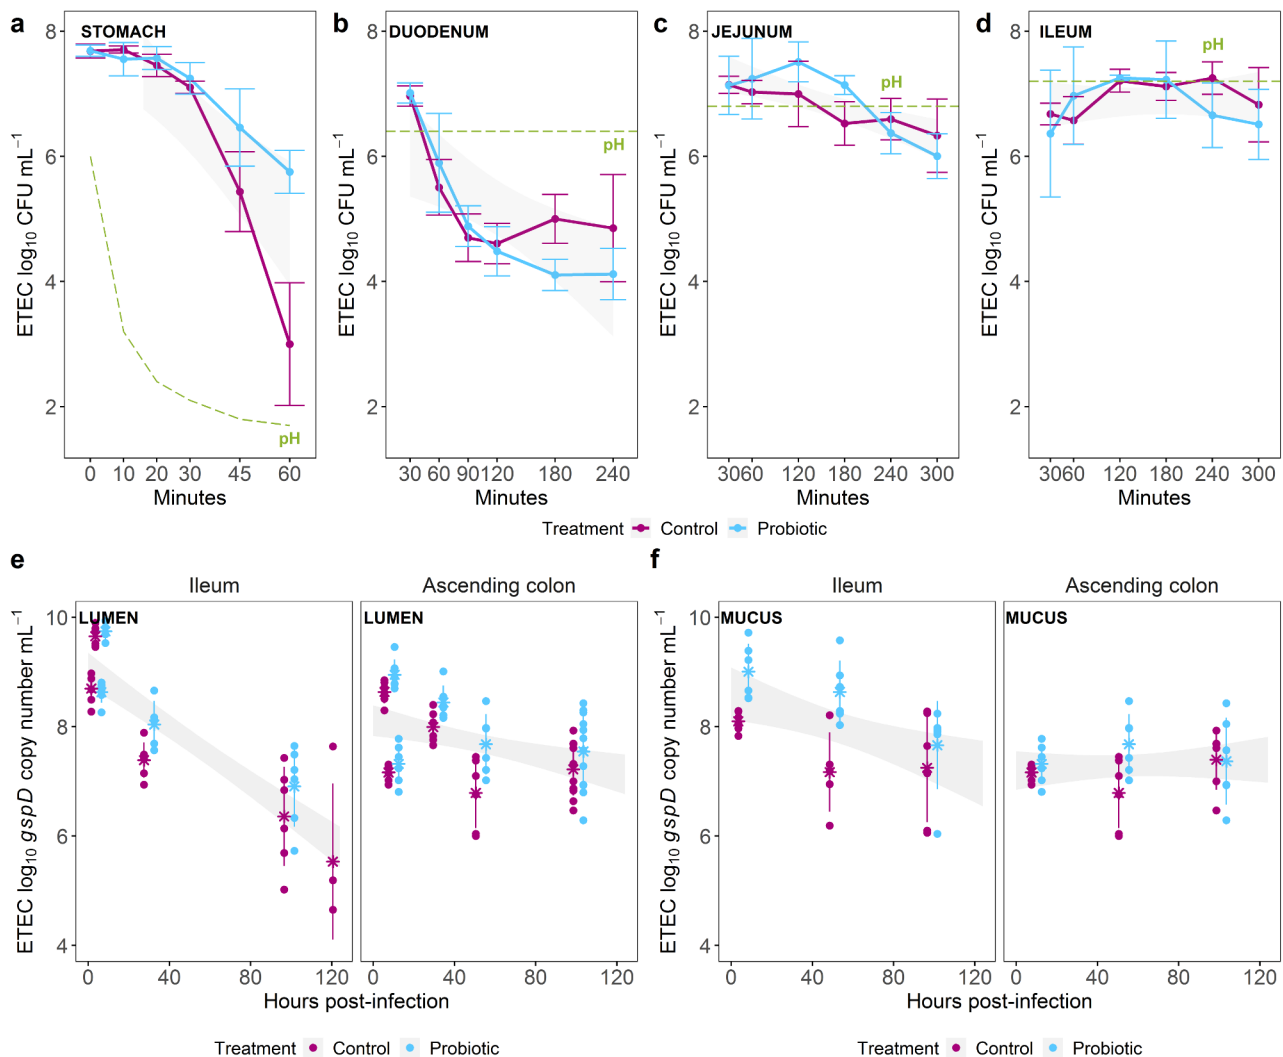 a
STOMACH
ETEC log10 CFU mL−1
8
6
4
2
pH
0 10 20 30 45 60
Minutes
b
DUODENUM
ETEC log10 CFU mL−1
8
6
4
2
pH
30 60 90 120 180 240
Minutes
c
JEJUNUM
ETEC log10 CFU mL−1
8
6
4
2
pH
30 60 120 180 240 300
Minutes
d
ILEUM
ETEC log10 CFU mL−1
8
6
4
2
pH
30 60 120 180 240 300
Minutes
Treatment Control Probiotic
e
Ileum Ascending colon
LUMEN LUMEN
ETEC log10 gspD copy number mL−1
10
8
6
4
0 40 80 120 0 40 80 120
Hours post-infection
Treatment Control Probiotic
f
Ileum Ascending colon
MUCUS MUCUS
ETEC log10 gspD copy number mL−1
10
8
6
4
0 40 80 120 0 40 80 120
Hours post-infection
Treatment Control Probiotic